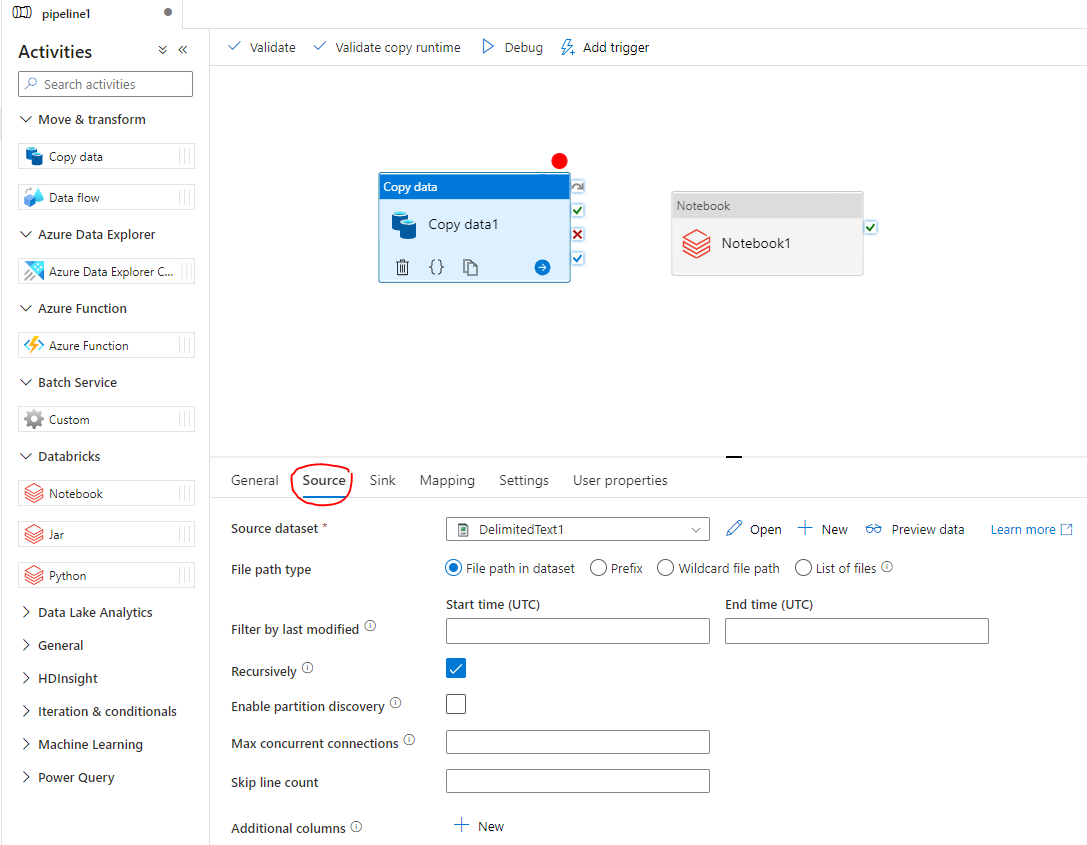 pipeline1
Activities
Search activities
Move & transform
Copy data
Data flow
Azure Data Explorer
Azure Data Explorer C...
Azure Function
Azure Function
Batch Service
Custom
Databricks
Notebook
Jar
Python
Data Lake Analytics
General
HDInsight
Iteration & conditionals
Machine Learning
Power Query
Validate Validate copy runtime Debug Add trigger
Copy data
Copy data1
Notebook
Notebook1
General Source Sink Mapping Settings User properties
Source dataset * DelimitedText1 Open New Preview data Learn more
File path type File path in dataset Prefix Wildcard file path List of files
Start time (UTC) End time (UTC)
Filter by last modified
Recursively
Enable partition discovery
Max concurrent connections
Skip line count
Additional columns New